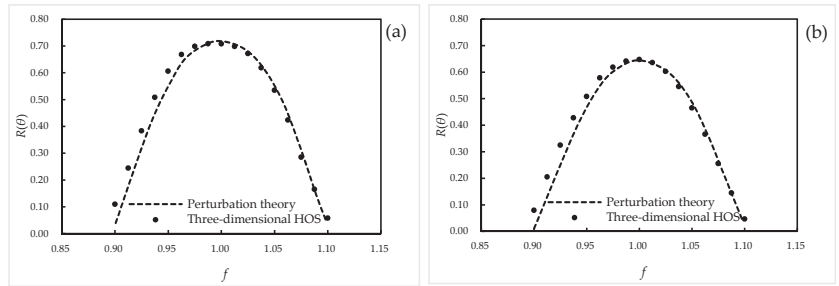 (a)
0.80
0.70
0.60
0.50
0.40
0.30
0.20
0.10
0.00
R(θ)
Perturbation theory
Three-dimensional HOS
0.85 0.90 0.95 1.00 1.05 1.10 1.15
f
(b)
0.80
0.70
0.60
0.50
0.40
0.30
0.20
0.10
0.00
R(θ)
Perturbation theory
Three-dimensional HOS
0.85 0.90 0.95 1.00 1.05 1.10 1.15
f